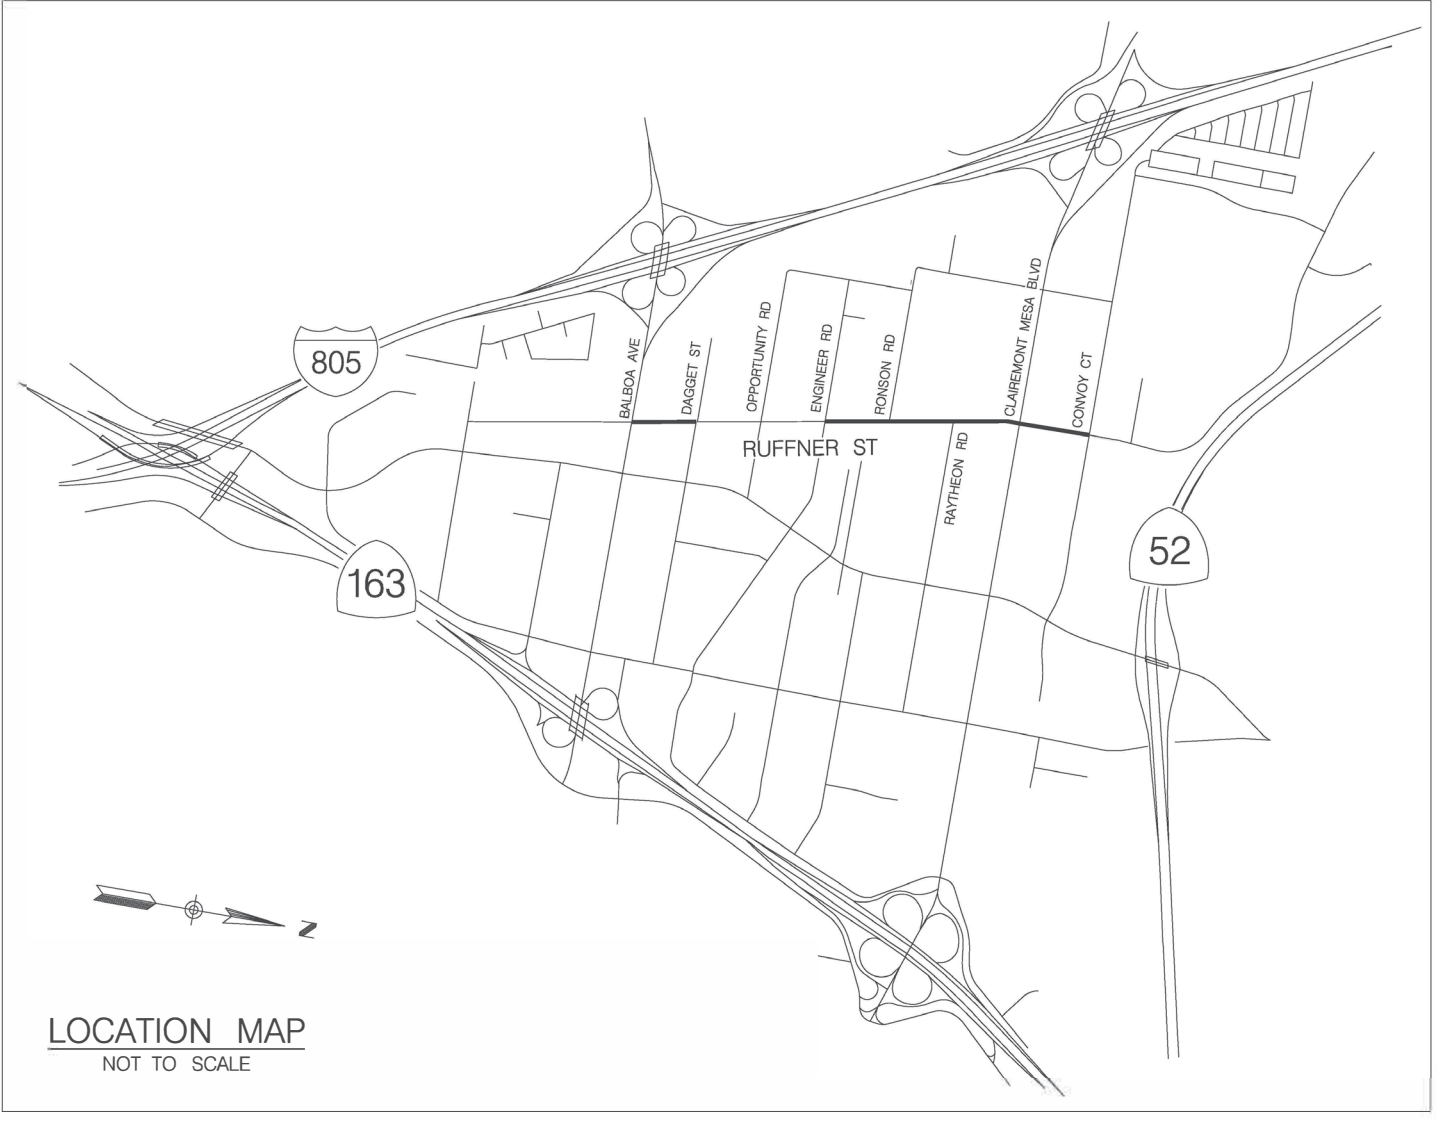 805
BALBOA AVE
DAGGET ST
OPPORTUNITY RD
ENGINEER RD
RONSON RD
CLAIREMONT MESA BLVD
CONVOY CT
RUFFNER ST
RAYTHEON RD
52
163
N
LOCATION MAP
NOT TO SCALE